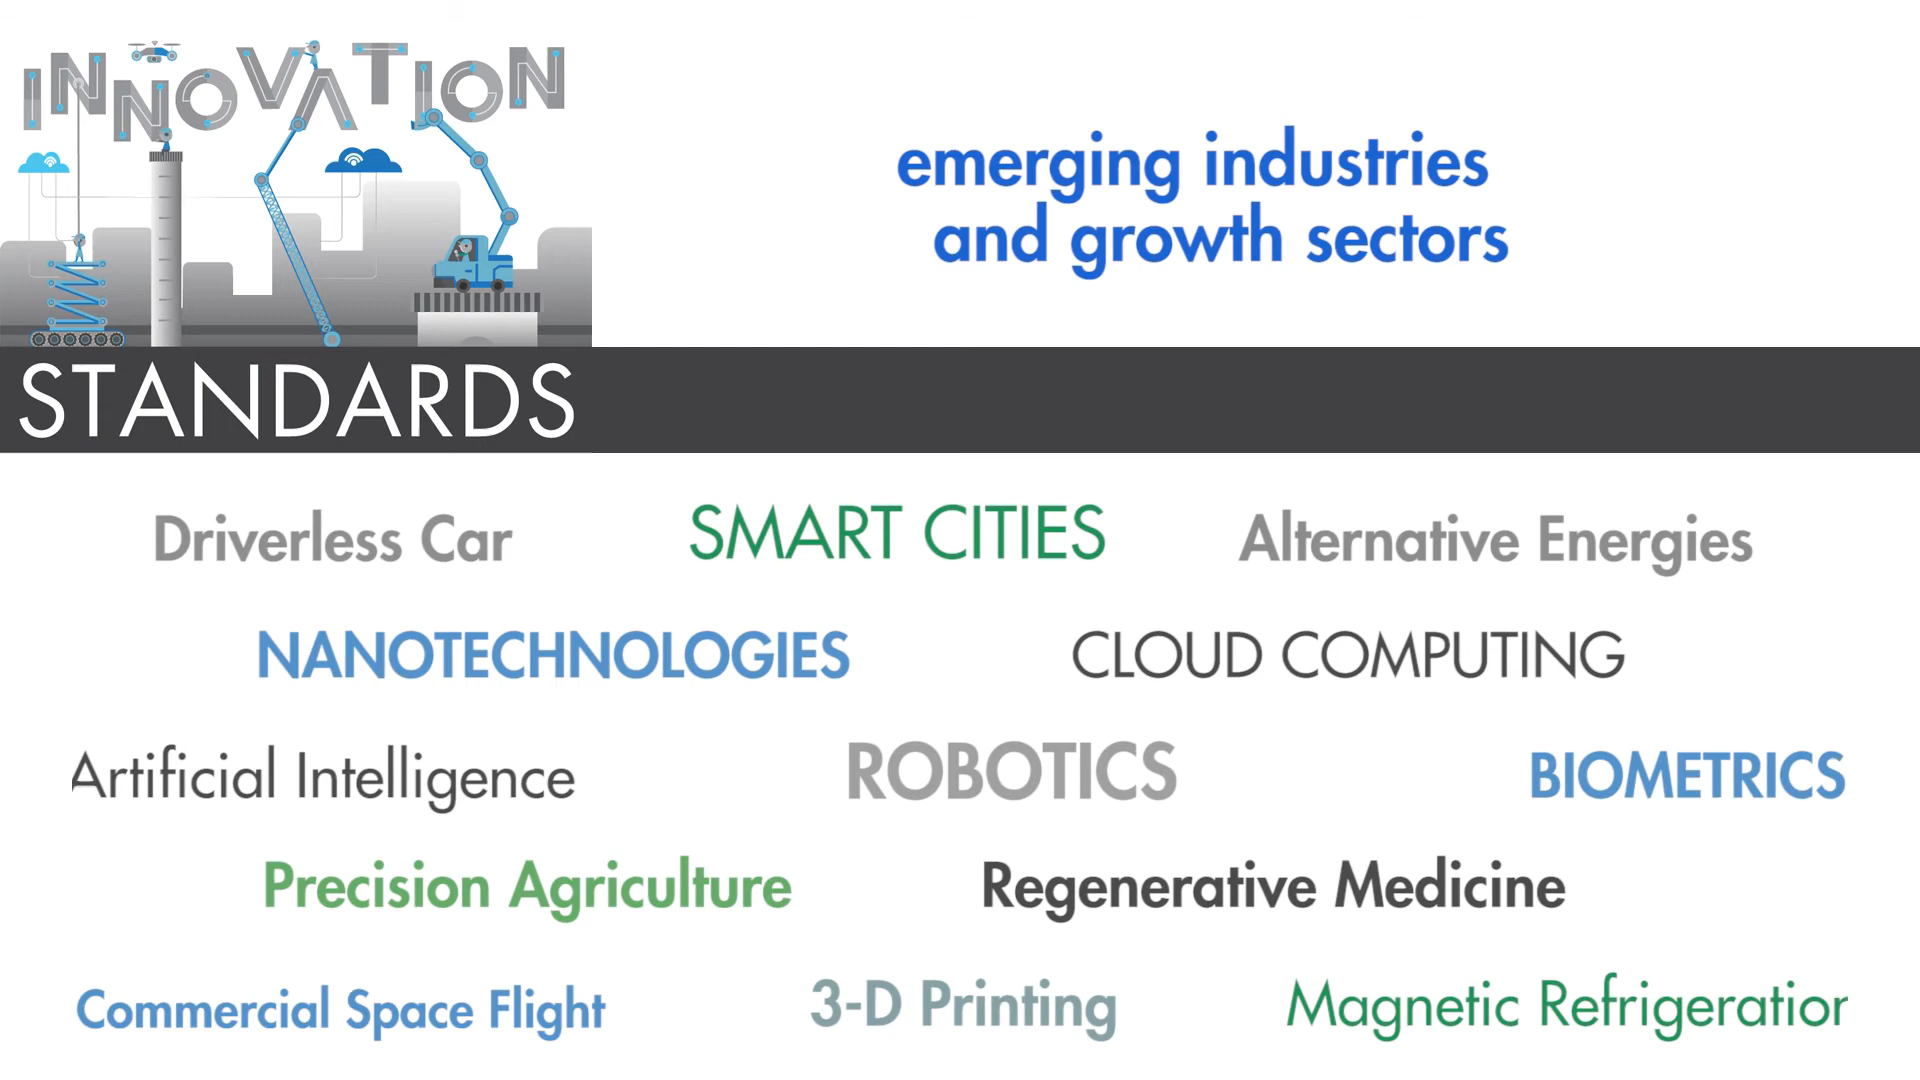 INNOVATION
emerging industries
and growth sectors
STANDARDS
Driverless Car
SMART CITIES
Alternative Energies
NANOTECHNOLOGIES
CLOUD COMPUTING
Artificial Intelligence
ROBOTICS
BIOMETRICS
Precision Agriculture
Regenerative Medicine
Commercial Space Flight
3-D Printing
Magnetic Refrigeration